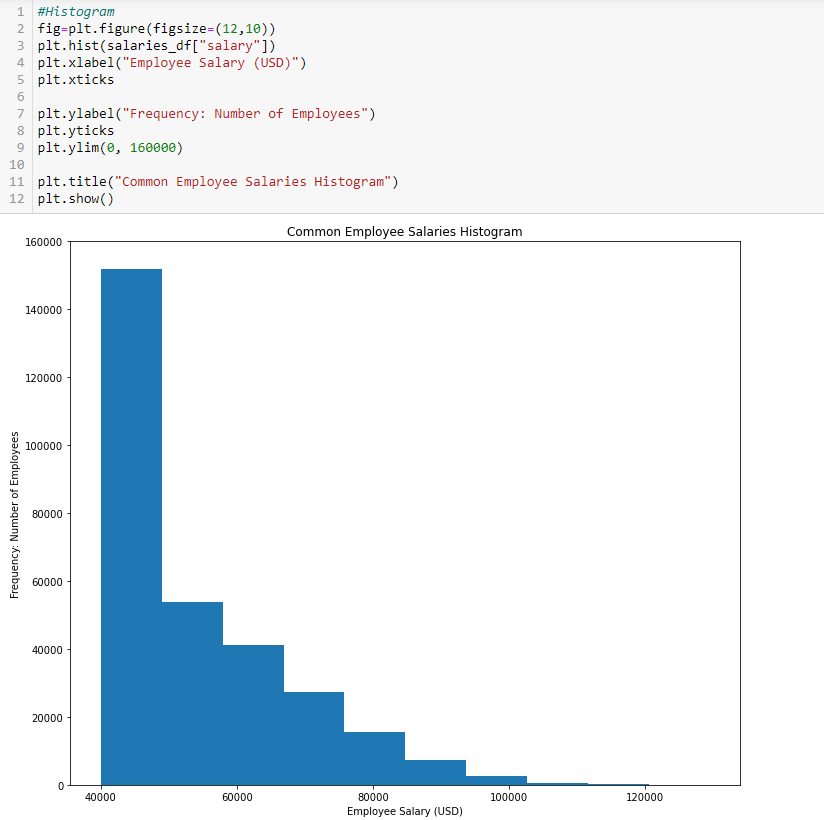 1 #Histogram
2 fig=plt.figure(figsize=(12,10))
3 plt.hist(salaries_df["salary"])
4 plt.xlabel("Employee Salary (USD)")
5 plt.xticks
6
7 plt.ylabel("Frequency: Number of Employees")
8 plt.yticks
9 plt.ylim(0, 160000)
10
11 plt.title("Common Employee Salaries Histogram")
12 plt.show()
Common Employee Salaries Histogram
160000
140000
120000
100000
80000
60000
40000
20000
0
Frequency: Number of Employees
40000 60000 80000 100000 120000
Employee Salary (USD)